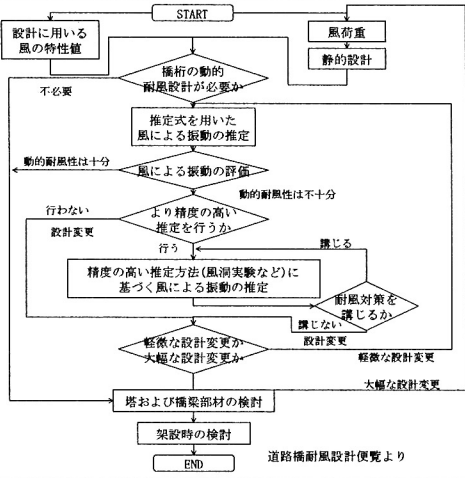 START
設計に用いる
風の特性値
風荷重
静的設計
橋桁の動的
耐風設計が必要か
不必要
推定式を用いた
風による振動の推定
動的耐風性は十分
風による振動の評価
動的耐風性は不十分
行わない
より精度の高い
推定を行うか
設計変更
行う
講じる
精度の高い推定方法(風洞実験など)に
基づく風による振動の推定
耐風対策を
講じるか
講じない
設計変更
軽微な設計変更か
大幅な設計変更か
軽微な設計変更
大幅な設計変更
塔および橋梁部材の検討
架設時の検討
道路橋耐風設計便覧より
END